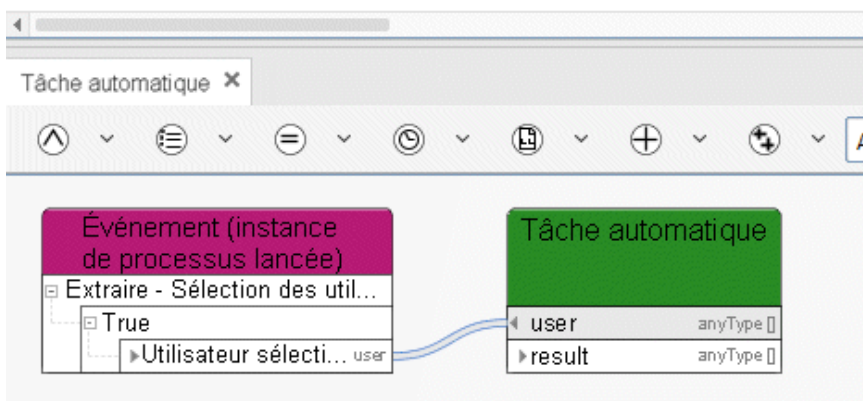 Tâche automatique
A
Événement (instance
de processus lancée)
Extraire - Sélection des util...
True
Utilisateur sélecti... user
Tâche automatique
user anyType []
result anyType []